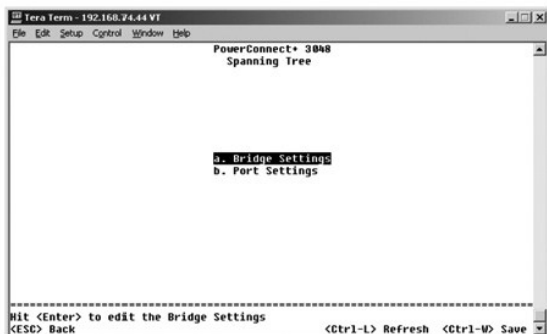 Tera Term - 192.168.74.44 VT
File Edit Setup Control Window Help
PowerConnect+ 3048
Spanning Tree
a. Bridge Settings
b. Port Settings
Hit <Enter> to edit the Bridge Settings
<ESC> Back <Ctrl-L> Refresh <Ctrl-W> Save